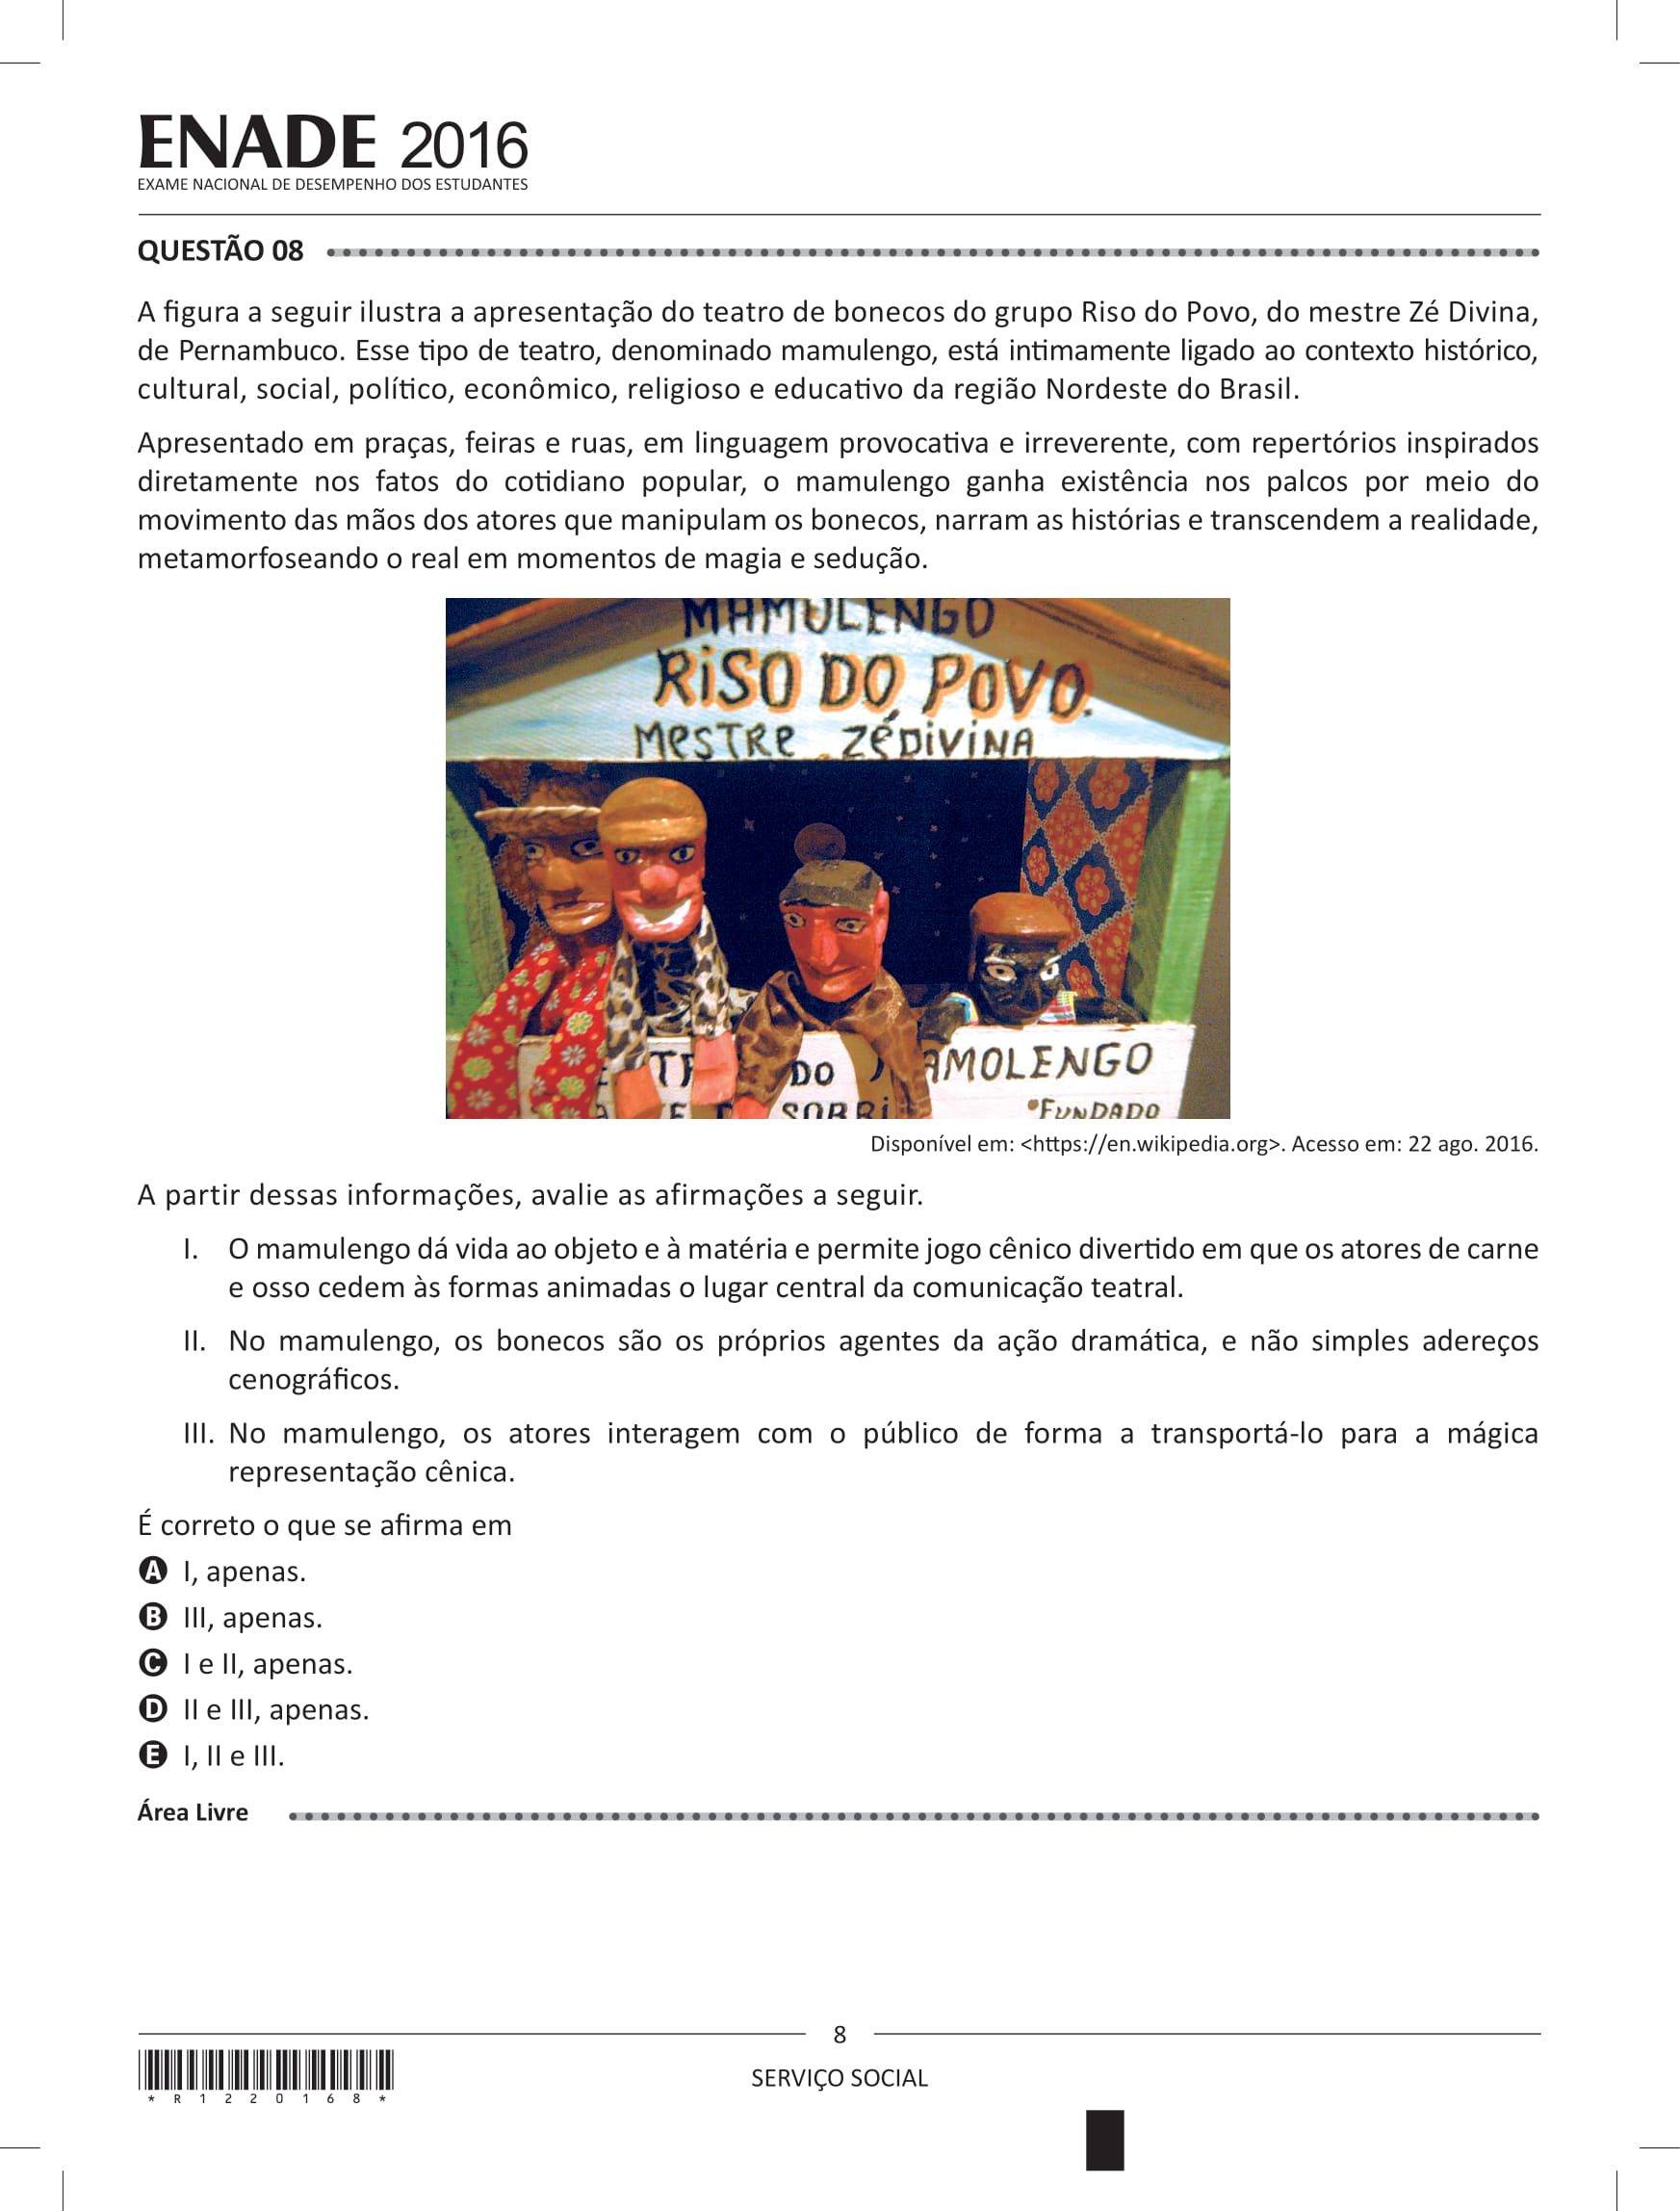 ENADE 2016
EXAME NACIONAL DE DESEMPENHO DOS ESTUDANTES
QUESTÃO 08
A figura a seguir ilustra a apresentação do teatro de bonecos do grupo Riso do Povo, do mestre Zé Divina,
de Pernambuco. Esse tipo de teatro, denominado mamulengo, está intimamente ligado ao contexto histórico,
cultural, social, político, econômico, religioso e educativo da região Nordeste do Brasil.
Apresentado em praças, feiras e ruas, em linguagem provocativa e irreverente, com repertórios inspirados
diretamente nos fatos do cotidiano popular, o mamulengo ganha existência nos palcos por meio do
movimento das mãos dos atores que manipulam os bonecos, narram as histórias e transcendem a realidade,
metamorfoseando o real em momentos de magia e sedução.
MAMULENGO
RiSO DO POVO.
MeSTRe ZéDiViNA
DO AMOLENGO
SORRi FUNDADO
Disponível em: <https://en.wikipedia.org>. Acesso em: 22 ago. 2016.
A partir dessas informações, avalie as afirmações a seguir.
I. O mamulengo dá vida ao objeto e à matéria e permite jogo cênico divertido em que os atores de carne
e osso cedem às formas animadas o lugar central da comunicação teatral.
II. No mamulengo, os bonecos são os próprios agentes da ação dramática, e não simples adereços
cenográficos.
III. No mamulengo, os atores interagem com o público de forma a transportá-lo para a mágica
representação cênica.
É correto o que se afirma em
A I, apenas.
B III, apenas.
C I e II, apenas.
D II e III, apenas.
E I, II e III.
Área Livre
8
SERVIÇO SOCIAL
* R 1 2 2 0 1 6 8 *